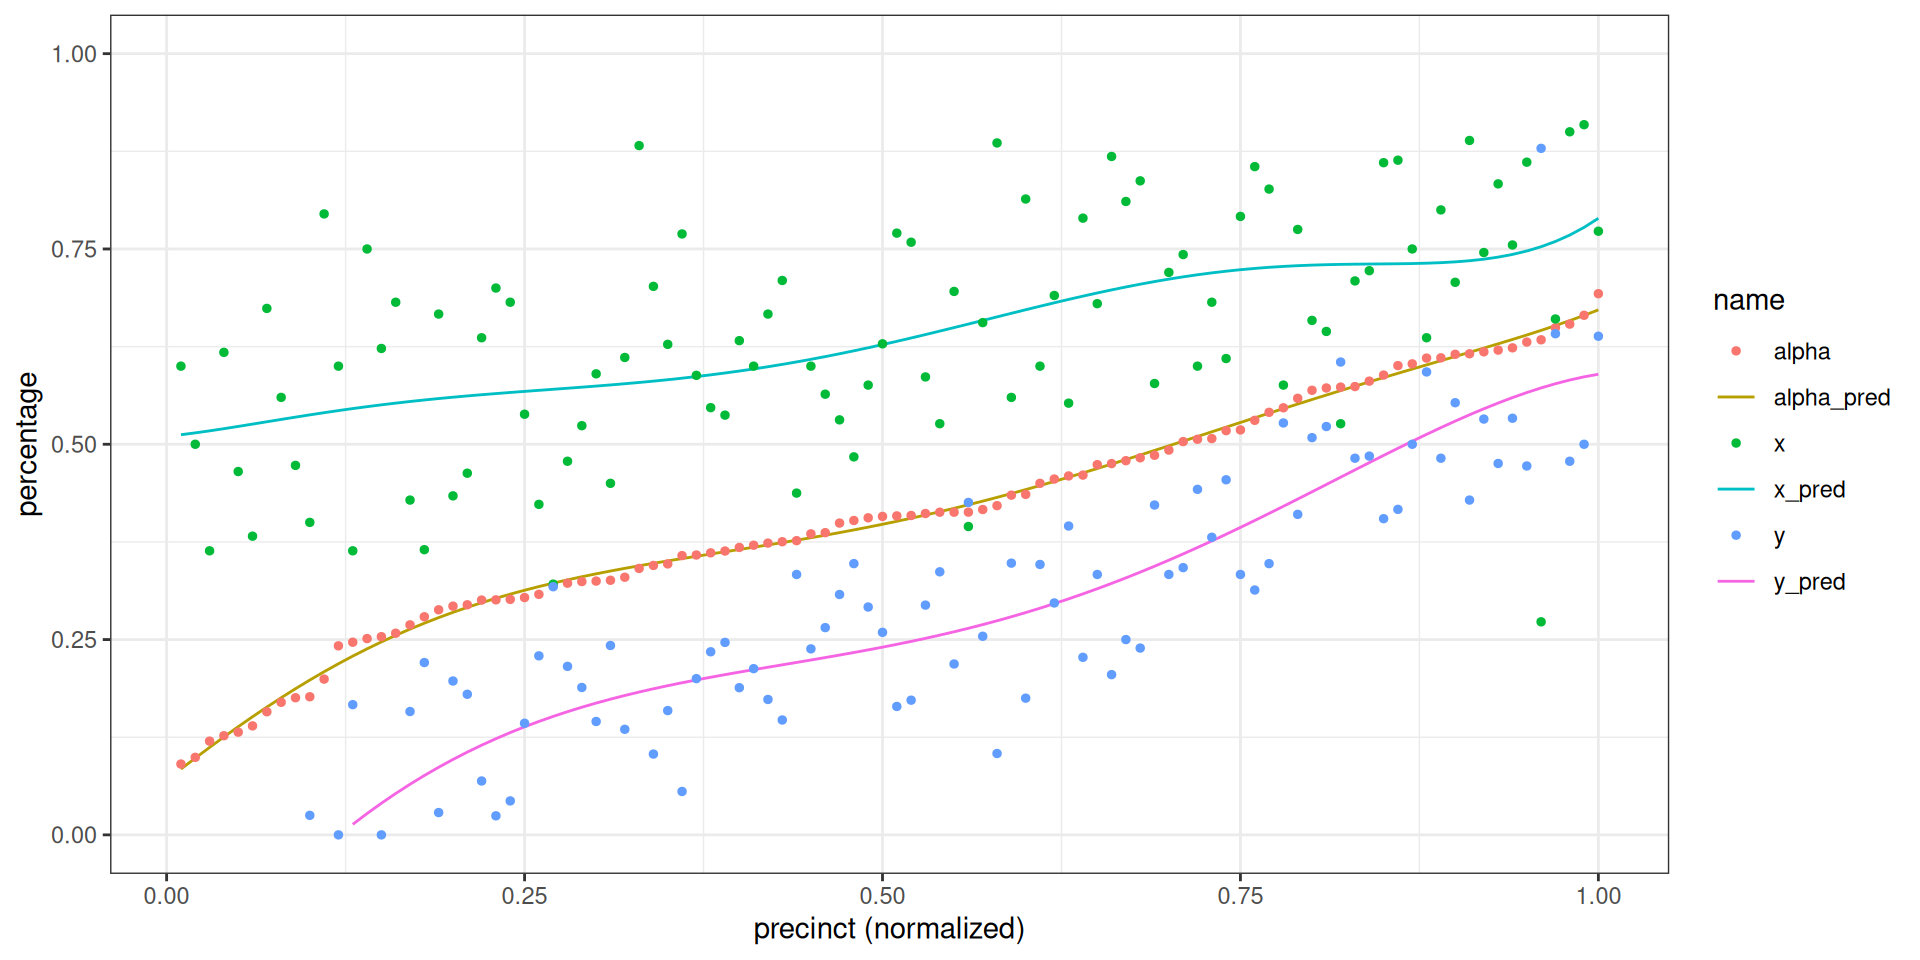 1.00
0.75
0.50
0.25
0.00
percentage
0.00
0.25
0.50
0.75
1.00
precinct (normalized)
name
alpha
alpha_pred
x
x_pred
y
y_pred